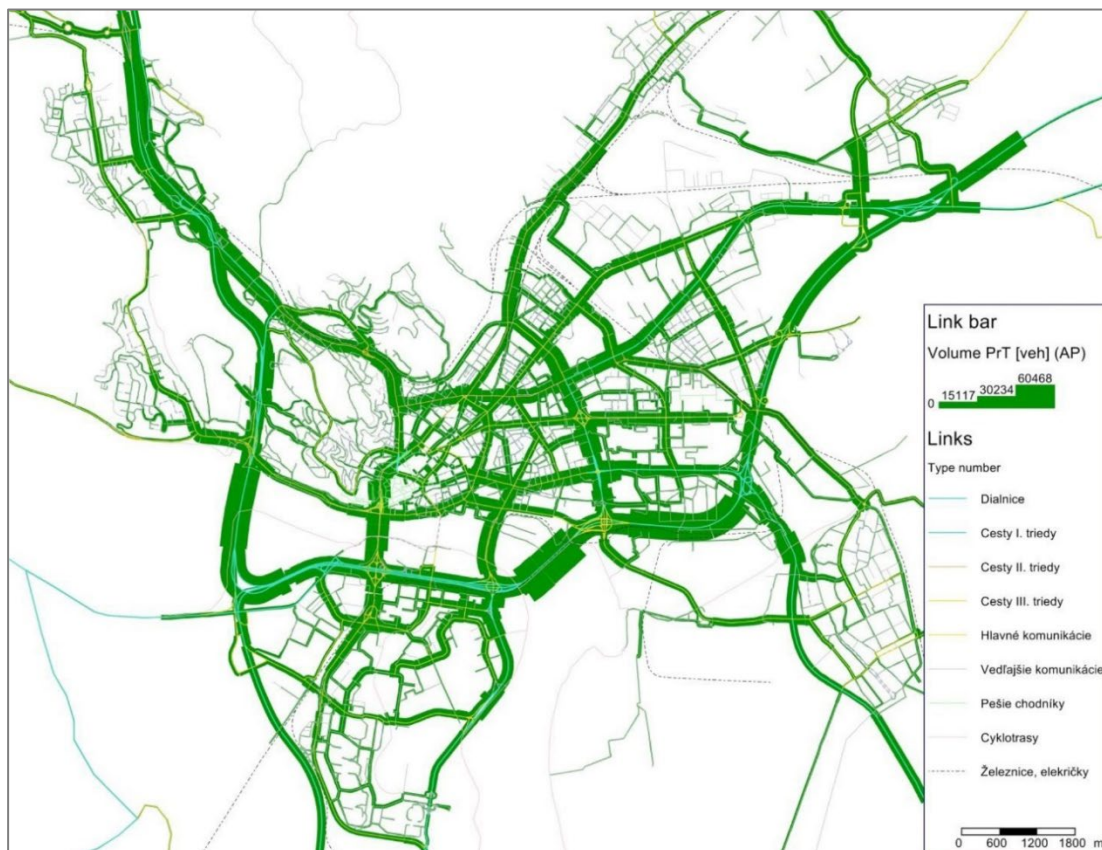 Link bar
Volume PrT [veh] (AP)
0 15117 30234 60468
Links
Type number
Dialnice
Cesty I. triedy
Cesty II. triedy
Cesty III. triedy
Hlavné komunikácie
Vedľajšie komunikácie
Pešie chodníky
Cyklotrasy
Železnice, elekričky
0 600 1200 1800 m